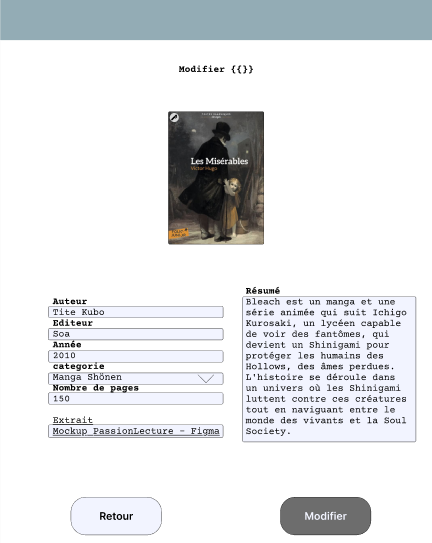 Modifier {{}}
Les Misérables
Victor Hugo
Auteur
Tite Kubo
Editeur
Soa
Année
2010
categorie
Manga Shönen
Nombre de pages
150
Extrait
Mockup PassionLecture - Figma
Résumé
Bleach est un manga et une
série animée qui suit Ichigo
Kurosaki, un lycéen capable
de voir des fantômes, qui
devient un Shinigami pour
protéger les humains des
Hollows, des âmes perdues.
L'histoire se déroule dans
un univers où les Shinigami
luttent contre ces créatures
tout en naviguant entre le
monde des vivants et la Soul
Society.
Retour
Modifier